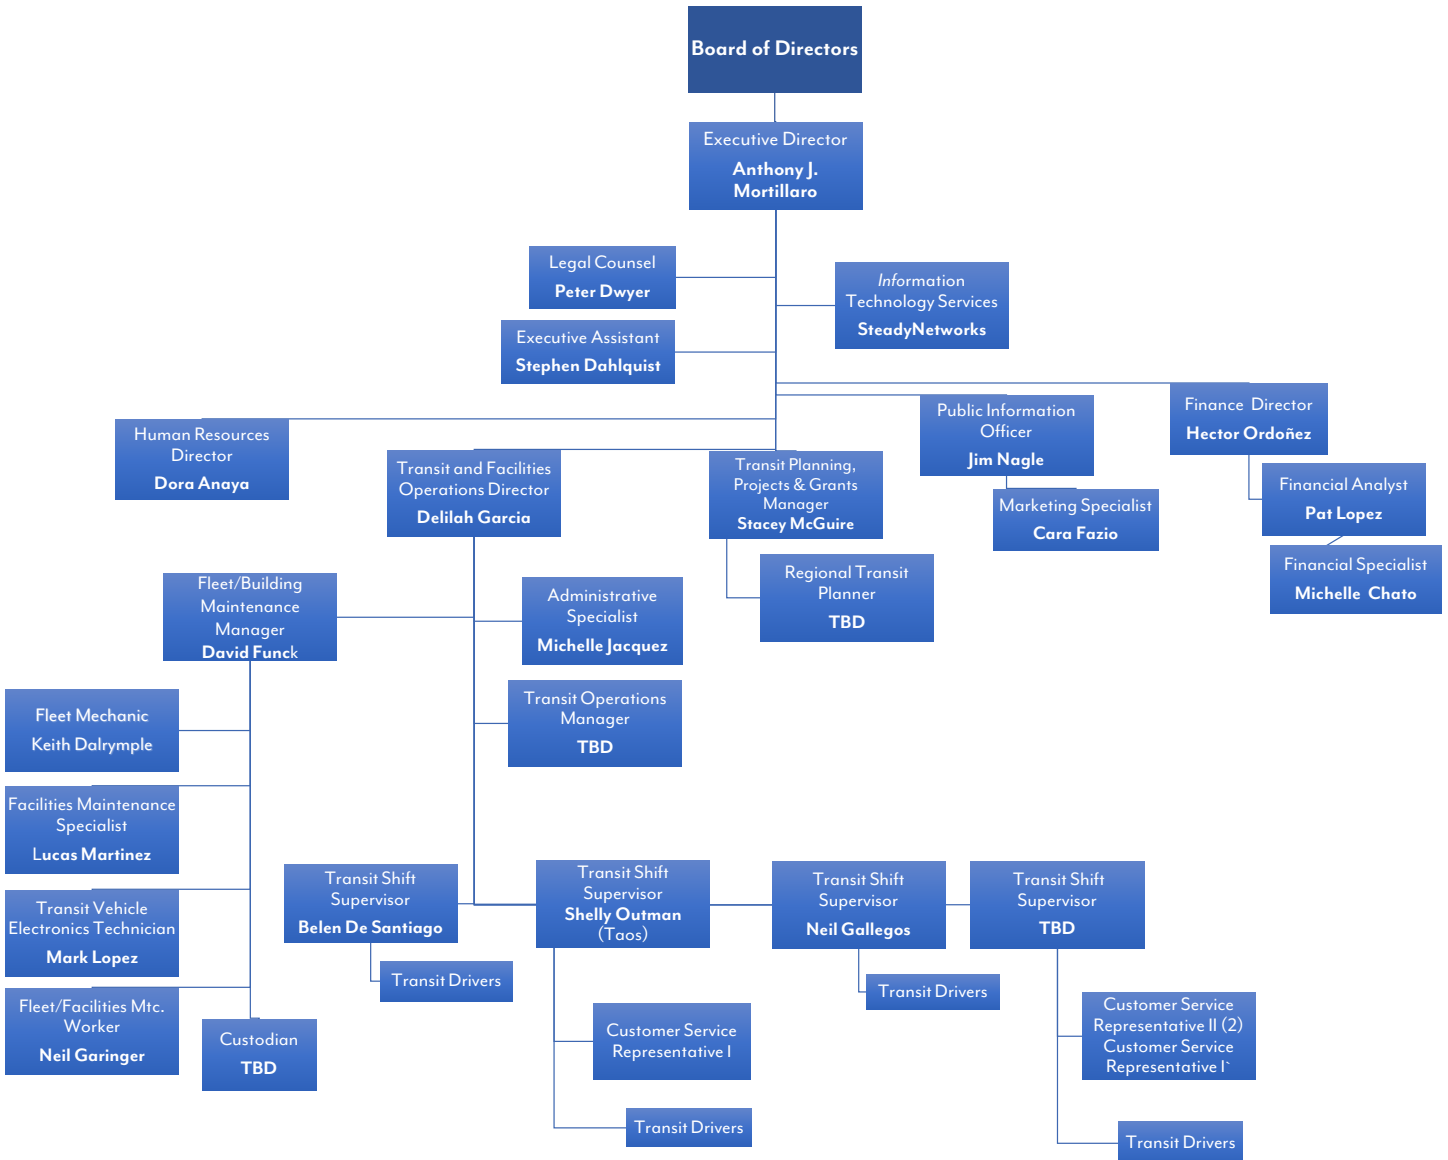 Board of Directors
Executive Director
Anthony J.
Mortillaro
Legal Counsel
Peter Dwyer
Information
Technology Services
SteadyNetworks
Executive Assistant
Stephen Dahlquist
Human Resources
Director
Dora Anaya
Transit and Facilities
Operations Director
Delilah Garcia
Transit Planning,
Projects & Grants
Manager
Stacey McGuire
Public Information
Officer
Jim Nagle
Finance Director
Hector Ordoñez
Marketing Specialist
Cara Fazio
Financial Analyst
Pat Lopez
Financial Specialist
Michelle Chato
Regional Transit
Planner
TBD
Fleet/Building
Maintenance
Manager
David Funck
Administrative
Specialist
Michelle Jacquez
Transit Operations
Manager
TBD
Fleet Mechanic
Keith Dalrymple
Facilities Maintenance
Specialist
Lucas Martinez
Transit Vehicle
Electronics Technician
Mark Lopez
Fleet/Facilities Mtc.
Worker
Neil Garinger
Custodian
TBD
Transit Shift
Supervisor
Belen De Santiago
Transit Drivers
Transit Shift
Supervisor
Shelly Outman
(Taos)
Customer Service
Representative I
Transit Drivers
Transit Shift
Supervisor
Neil Gallegos
Transit Drivers
Transit Shift
Supervisor
TBD
Customer Service
Representative II (2)
Customer Service
Representative I`
Transit Drivers